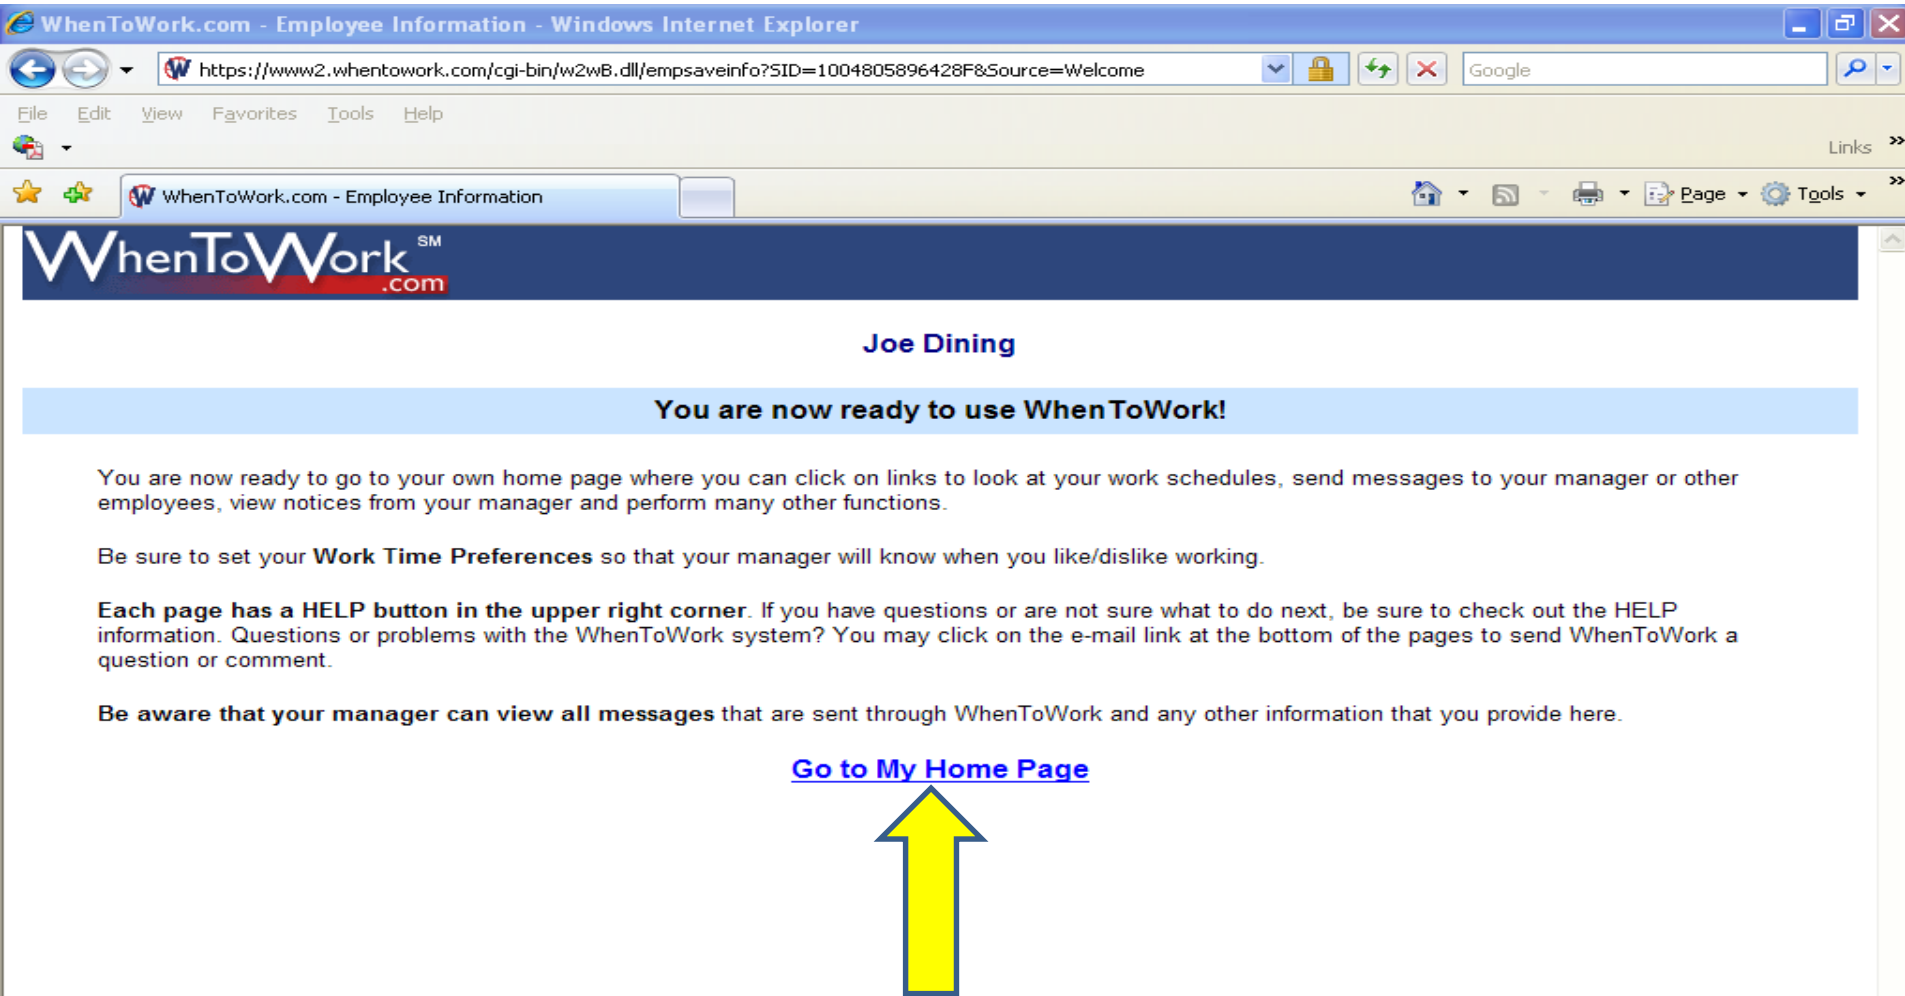 WhenToWork.com - Employee Information - Windows Internet Explorer
https://www2.whentowork.com/cgi-bin/w2wB.dll/empsaveinfo?SID=1004805896428F&Source=Welcome
Google
File Edit View Favorites Tools Help
Links »
WhenToWork.com - Employee Information
Page Tools »
WhenToWork SM
.com
Joe Dining
You are now ready to use WhenToWork!
You are now ready to go to your own home page where you can click on links to look at your work schedules, send messages to your manager or other
employees, view notices from your manager and perform many other functions.
Be sure to set your Work Time Preferences so that your manager will know when you like/dislike working.
Each page has a HELP button in the upper right corner. If you have questions or are not sure what to do next, be sure to check out the HELP
information. Questions or problems with the WhenToWork system? You may click on the e-mail link at the bottom of the pages to send WhenToWork a
question or comment.
Be aware that your manager can view all messages that are sent through WhenToWork and any other information that you provide here.
Go to My Home Page